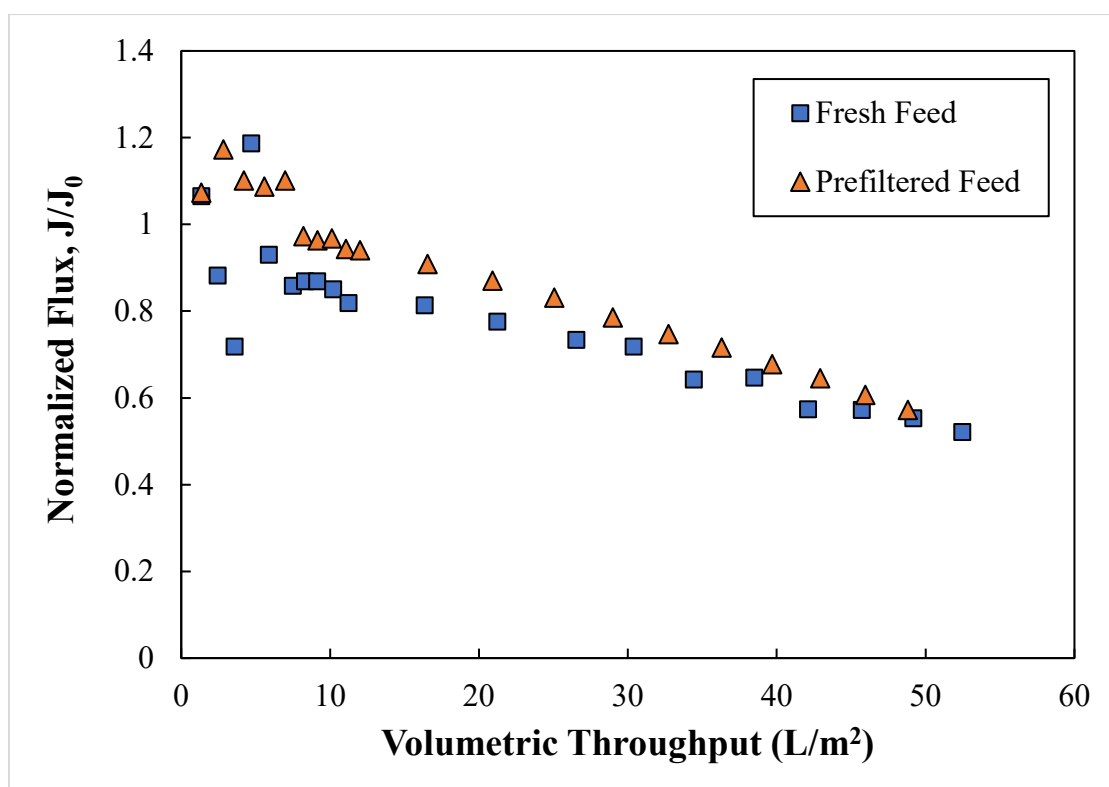 1.4
1.2
1
0.8
0.6
0.4
0.2
0
Normalized Flux, J/J₀
Fresh Feed
Prefiltered Feed
0 10 20 30 40 50 60
Volumetric Throughput (L/m²)